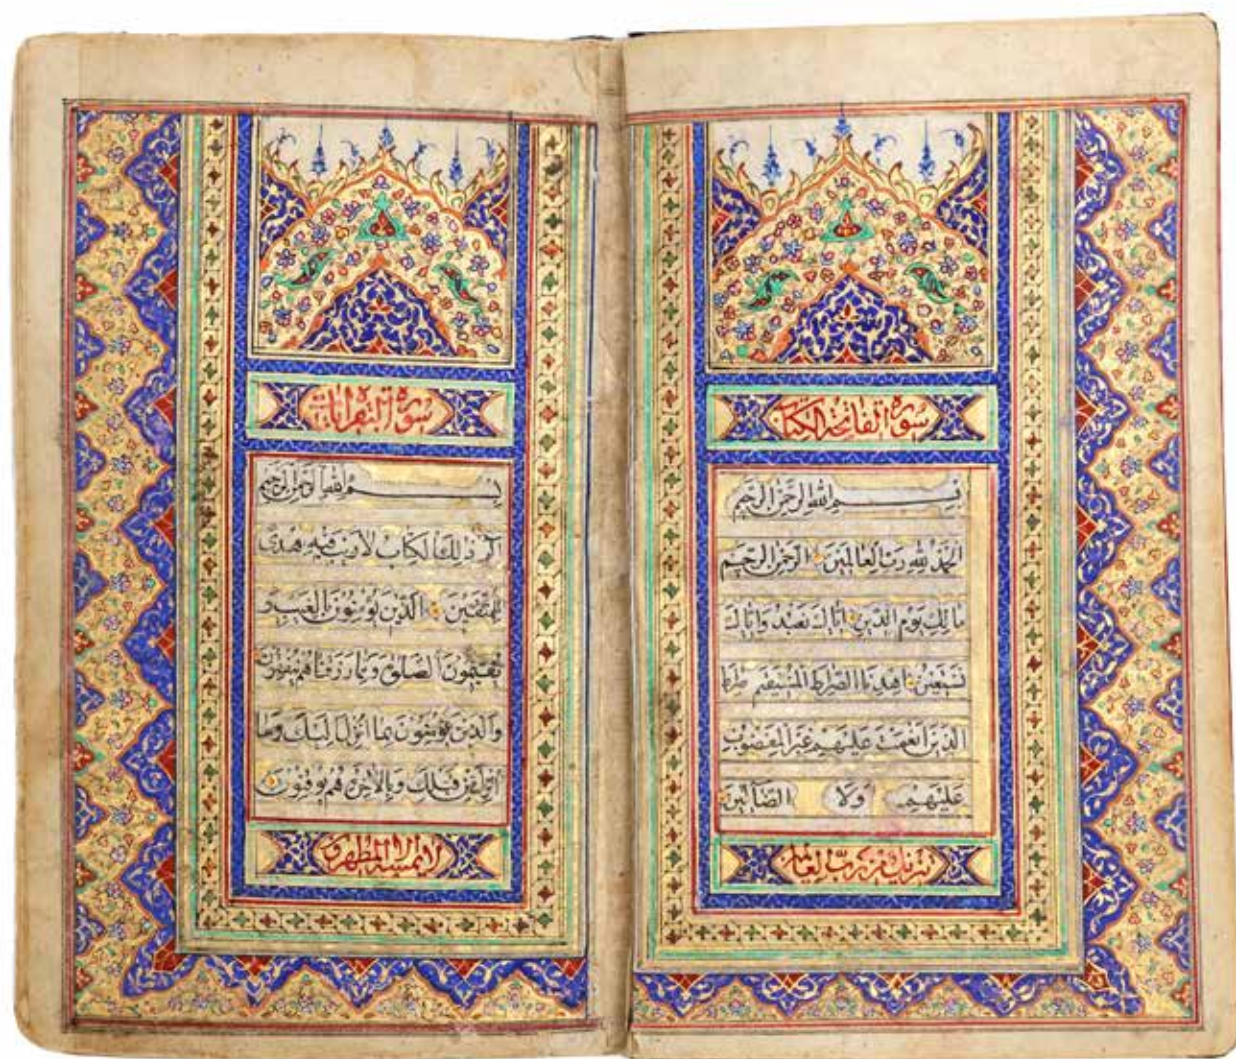 سورة الفاتحة الكتاب
بسم الله الرحمن الرحيم
الحمد لله رب العالمين الرحمن الرحيم
مالك يوم الدين اياك نعبد واياك
نستعين اهدنا الصراط المستقيم صراط
الذين انعمت عليهم غير المغضوب
عليهم ولا الضالين
تنزيل من رب العالمين
سورة البقرة
بسم الله الرحمن الرحيم
الم ذلك الكتاب لا ريب فيه هدى
للمتقين الذين يؤمنون بالغيب و
يقيمون الصلوة ومما رزقناهم ينفقون
والذين يؤمنون بما انزل اليك وما
انزل من قبلك وبالاخرة هم يوقنون
لا يمسه الا المطهرون